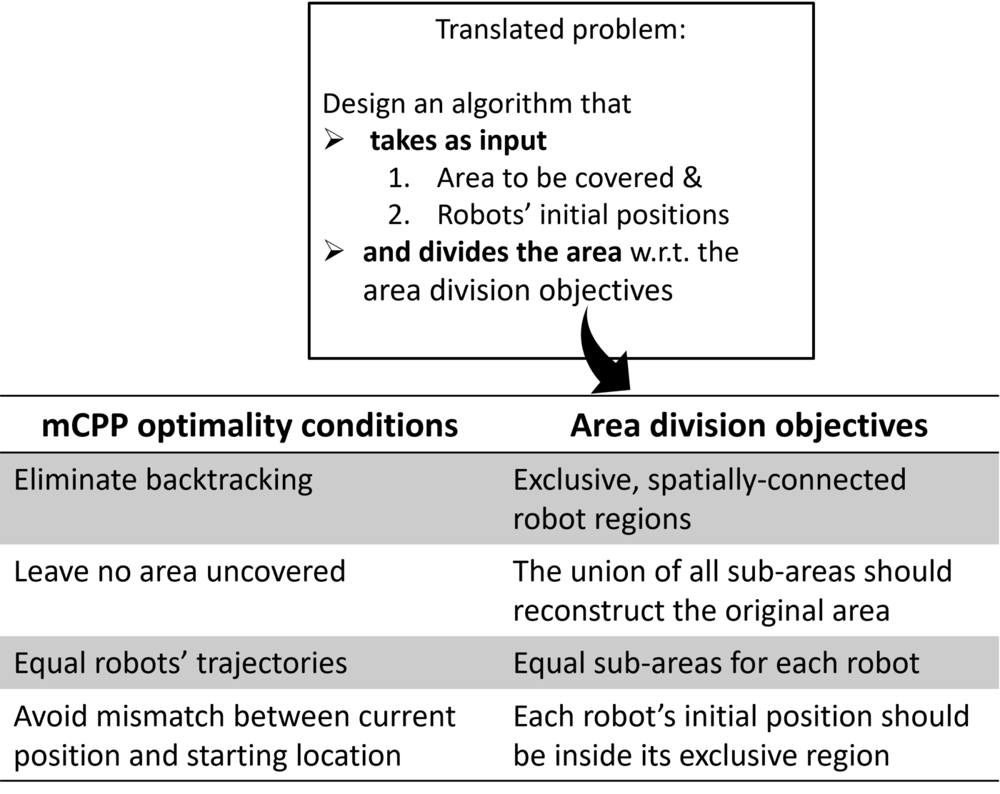 Translated problem:
Design an algorithm that
➢ takes as input
1. Area to be covered &
2. Robots’ initial positions
➢ and divides the area w.r.t. the
area division objectives
mCPP optimality conditions
Area division objectives
Eliminate backtracking
Exclusive, spatially-connected
robot regions
Leave no area uncovered
The union of all sub-areas should
reconstruct the original area
Equal robots’ trajectories
Equal sub-areas for each robot
Avoid mismatch between current
position and starting location
Each robot’s initial position should
be inside its exclusive region